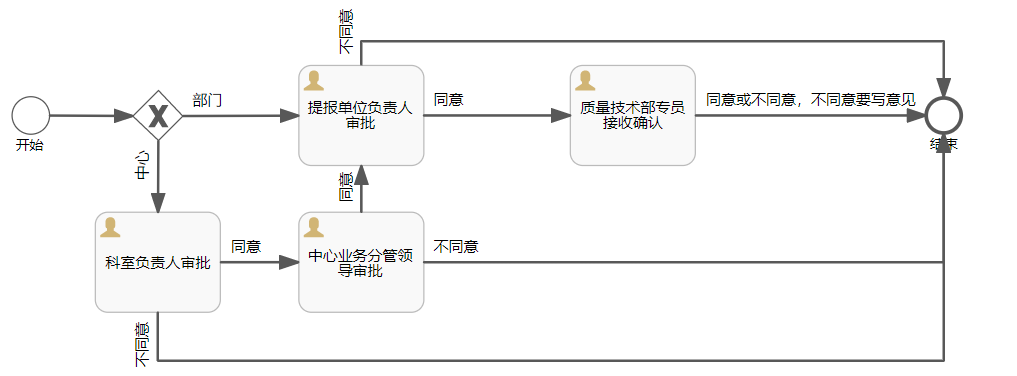 不同意
部门
提报单位负责人
审批
同意
质量技术部专员
接收确认
同意或不同意，不同意要写意见
开始
结束
中心
同意
科室负责人审批
同意
中心业务分管领
导审批
不同意
不同意